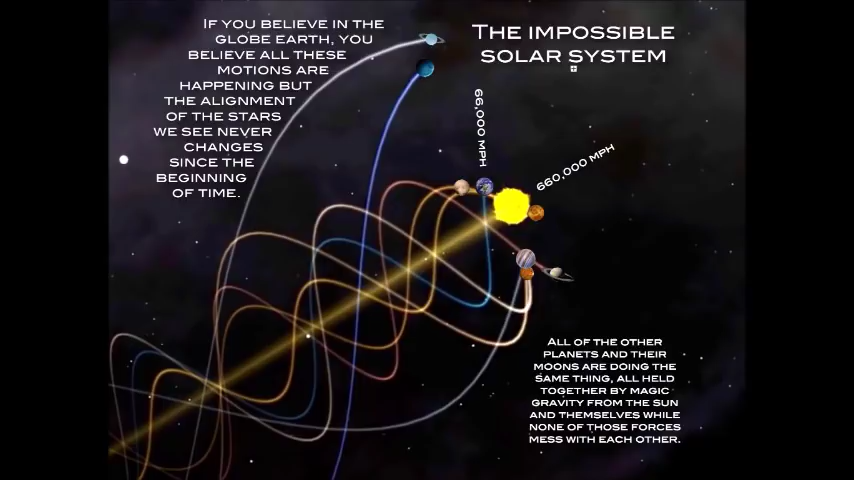 IF YOU BELIEVE IN THE
GLOBE EARTH, YOU
BELIEVE ALL THESE
MOTIONS ARE
HAPPENING BUT
THE ALIGNMENT
OF THE STARS
WE SEE NEVER
CHANGES
SINCE THE
BEGINNING
OF TIME.
THE IMPOSSIBLE
SOLAR SYSTEM
66,000 MPH
660,000 MPH
ALL OF THE OTHER
PLANETS AND THEIR
MOONS ARE DOING THE
SAME THING, ALL HELD
TOGETHER BY MAGIC
GRAVITY FROM THE SUN
AND THEMSELVES WHILE
NONE OF THOSE FORCES
MESS WITH EACH OTHER.